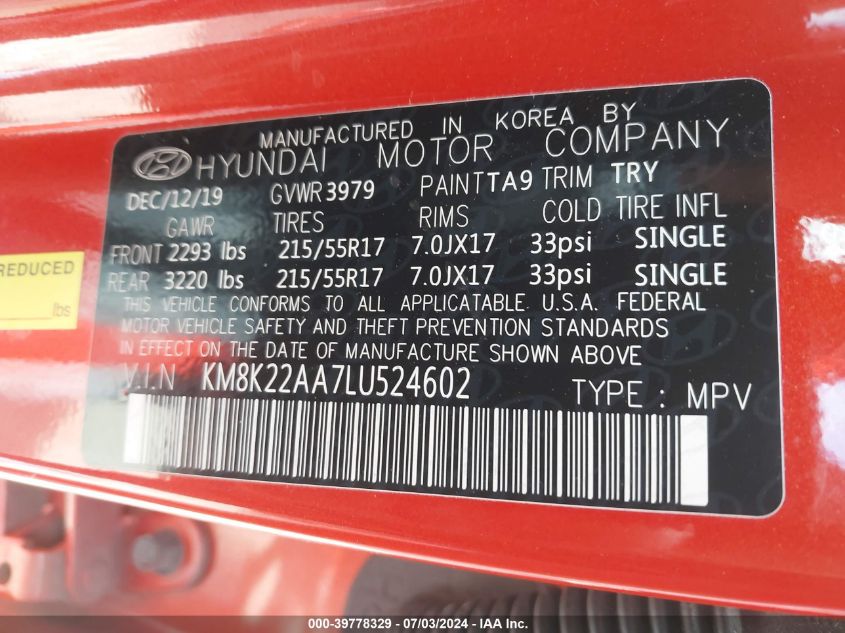 MANUFACTURED IN KOREA BY
HYUNDAI MOTOR COMPANY
DEC/12/19 GVWR 3979 PAINT TA9 TRIM TRY
GAWR TIRES RIMS COLD TIRE INFL
FRONT 2293 lbs 215/55R17 7.0JX17 33psi SINGLE
REAR 3220 lbs 215/55R17 7.0JX17 33psi SINGLE
THIS VEHICLE CONFORMS TO ALL APPLICATABLE U.S.A. FEDERAL
MOTOR VEHICLE SAFETY AND THEFT PREVENTION STANDARDS
IN EFFECT ON THE DATE OF MANUFACTURE SHOWN ABOVE
V.I.N KM8K22AA7LU524602 TYPE : MPV
REDUCED
lbs
000-39778329 - 07/03/2024 - IAA Inc.